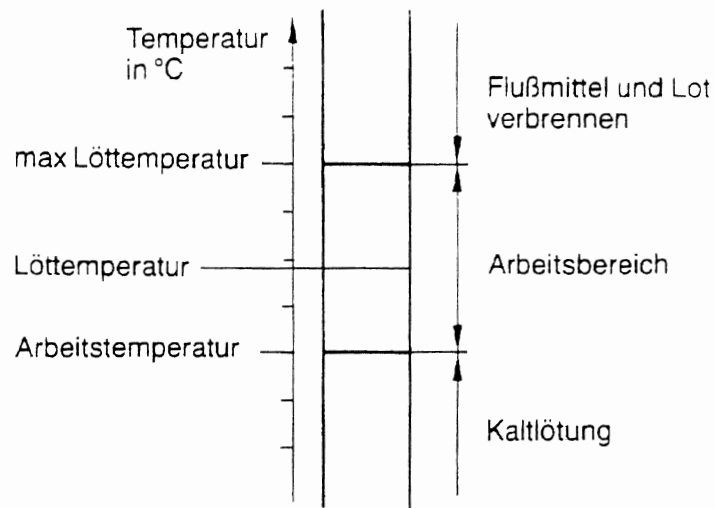 Temperatur
in °C
Flußmittel und Lot
verbrennen
max Löttemperatur
Löttemperatur
Arbeitsbereich
Arbeitstemperatur
Kaltlötung